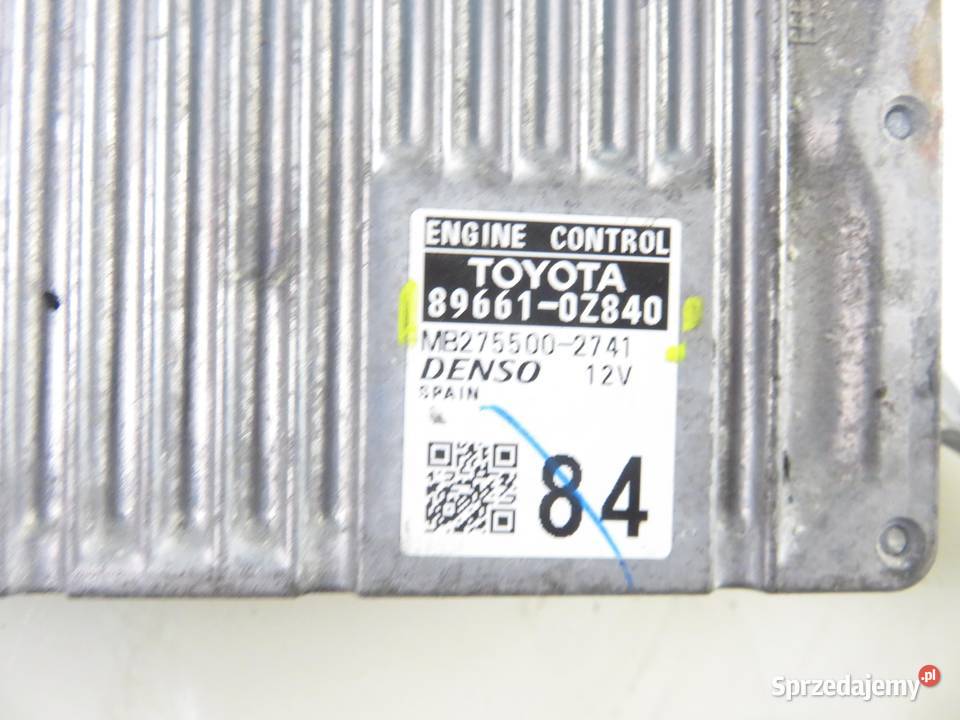 ENGINE CONTROL
TOYOTA
89661-0Z840
MB275500-2741
DENSO 12V
SPAIN
84
Sprzedajemy.pl